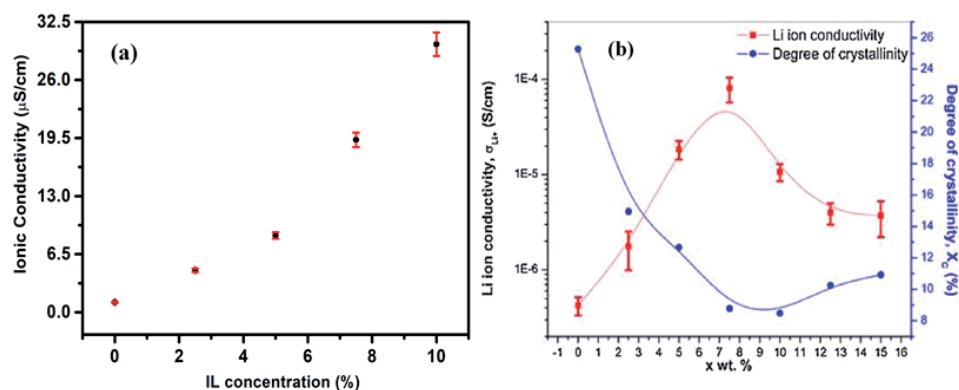 (a)
Ionic Conductivity (μS/cm)
32.5
26.0
19.5
13.0
6.5
0.0
0
2
4
6
8
10
IL concentration (%)
(b)
Li ion conductivity
Degree of crystallinity
Li ion conductivity, σLi+, (S/cm)
1E-4
1E-5
1E-6
26
24
22
20
18
16
14
12
10
8
Degree of crystallinity, XC (%)
-1 0 1 2 3 4 5 6 7 8 9 10 11 12 13 14 15 16
x wt. %